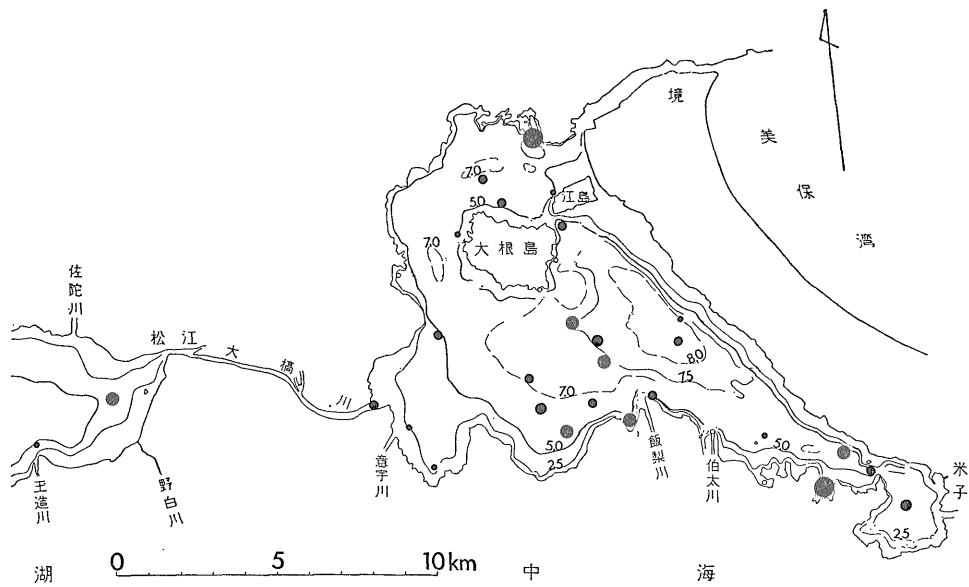 境
美保湾
江島
大根島
7.0
5.0
7.0
佐陀川
松江
大橋川
8.0
7.5
7.0
5.0
2.5
5.0
2.5
意宇川
飯梨川
伯太川
米子
玉造川
野白川
0 5 10 km
湖 中海